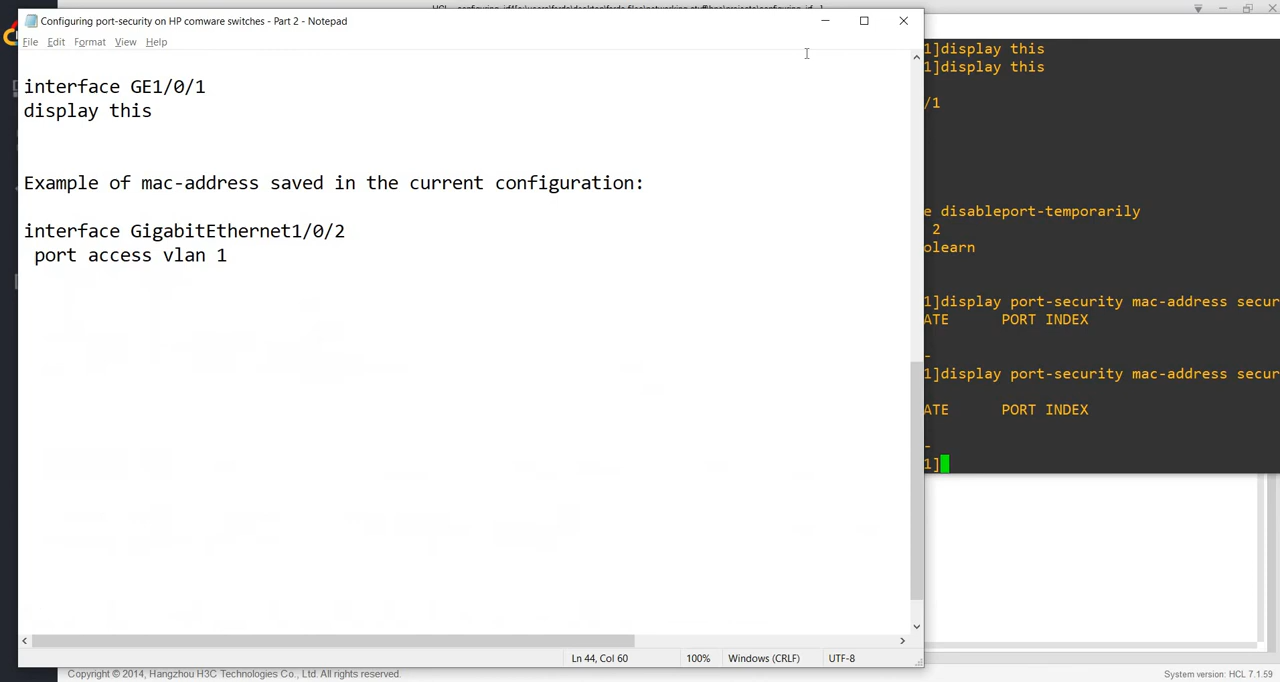 Configuring port-security on HP comware switches - Part 2 - Notepad
File Edit Format View Help
interface GE1/0/1
display this
Example of mac-address saved in the current configuration:
interface GigabitEthernet1/0/2
port access vlan 1
Ln 44, Col 60
100%
Windows (CRLF)
UTF-8
1]display this
1]display this
/1
e disableport-temporarily
2
olearn
1]display port-security mac-address secur
ATE PORT INDEX
-
1]display port-security mac-address secur
ATE PORT INDEX
-
1]
Copyright © 2014, Hangzhou H3C Technologies Co., Ltd. All rights reserved.
System version: HCL 7.1.59